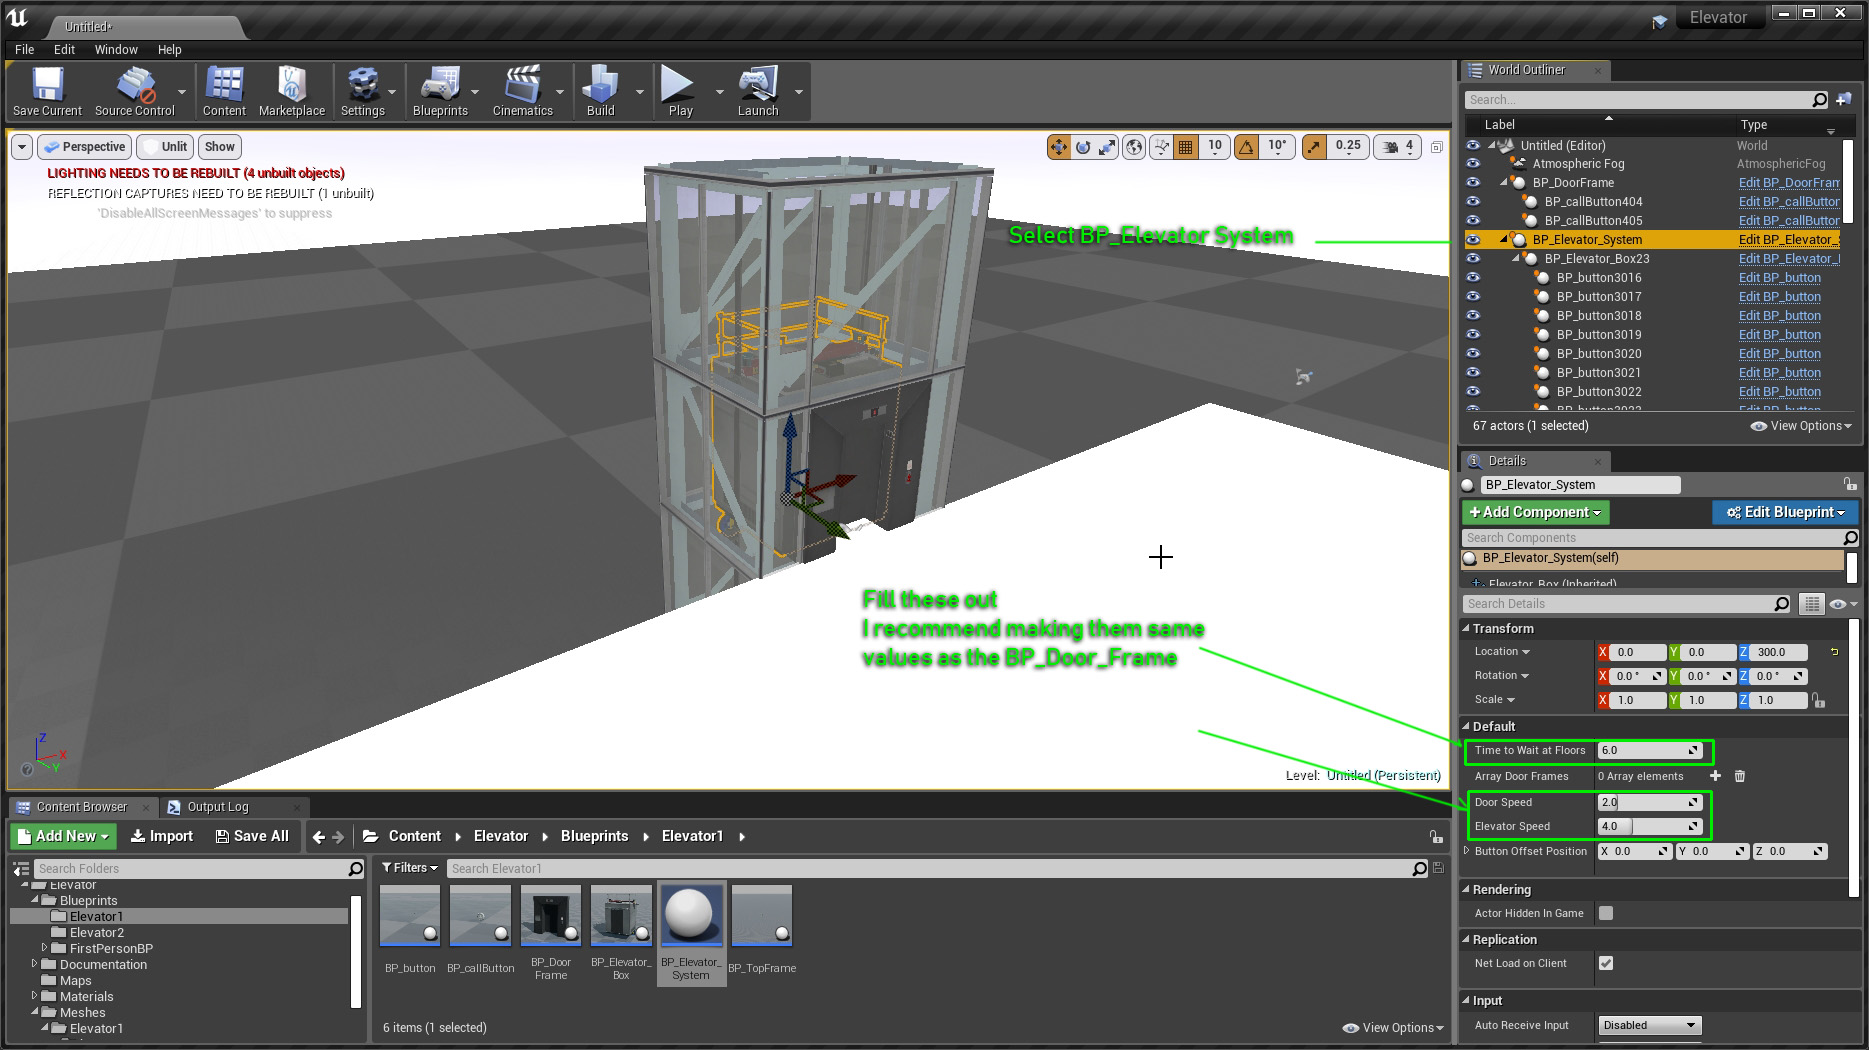 Untitled*
Elevator
File Edit Window Help
Save Current Source Control Content Marketplace Settings Blueprints Cinematics Build Play Launch
Perspective Unlit Show
10 10° 0.25 4
LIGHTING NEEDS TO BE REBUILT (4 unbuilt objects)
REFLECTION CAPTURES NEED TO BE REBUILT (1 unbuilt)
'DisableAllScreenMessages' to suppress
Select BP_Elevator System
Fill these out
I recommend making them same
values as the BP_Door_Frame
Z
X
Y
Level: Untitled (Persistent)
World Outliner
Search...
Label Type
Untitled (Editor) World
Atmospheric Fog AtmosphericFog
BP_DoorFrame Edit BP_DoorFram
BP_callButton404 Edit BP_callButtor
BP_callButton405 Edit BP_callButtor
BP_Elevator_System Edit BP_Elevator_
BP_Elevator_Box23 Edit BP_Elevator_
BP_button3016 Edit BP_button
BP_button3017 Edit BP_button
BP_button3018 Edit BP_button
BP_button3019 Edit BP_button
BP_button3020 Edit BP_button
BP_button3021 Edit BP_button
BP_button3022 Edit BP_button
67 actors (1 selected) View Options
Details
BP_Elevator_System
+Add Component Edit Blueprint
Search Components
BP_Elevator_System(self)
Elevator_Box (Inherited)
Search Details
Transform
Location X 0.0 Y 0.0 Z 300.0
Rotation X 0.0 ° Y 0.0 ° Z 0.0 °
Scale X 1.0 Y 1.0 Z 1.0
Default
Time to Wait at Floors 6.0
Array Door Frames 0 Array elements
Door Speed 2.0
Elevator Speed 4.0
Button Offset Position X 0.0 Y 0.0 Z 0.0
Rendering
Actor Hidden In Game
Replication
Net Load on Client
Input
Auto Receive Input Disabled
Content Browser Output Log
Add New Import Save All Content Elevator Blueprints Elevator1
Search Folders
Elevator
Blueprints
Elevator1
Elevator2
FirstPersonBP
Documentation
Maps
Materials
Meshes
Elevator1
Filters Search Elevator1
BP_button BP_callButton BP_Door Frame BP_Elevator_ Box BP_Elevator_ System BP_TopFrame
6 items (1 selected) View Options